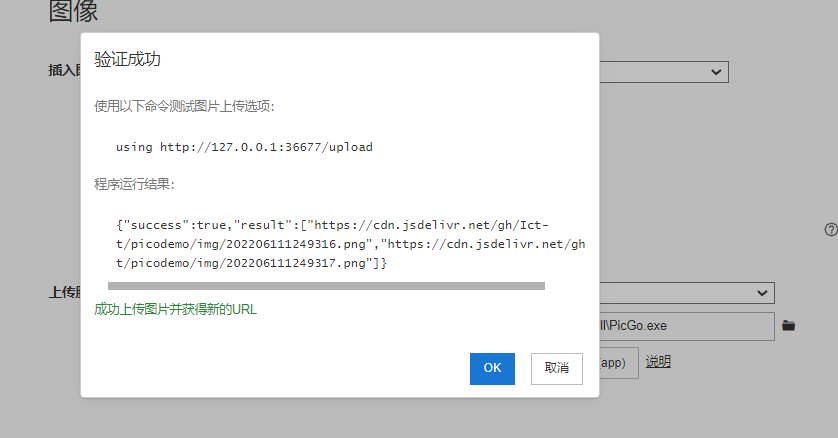 图像
验证成功
插入
使用以下命令测试图片上传选项：
using http://127.0.0.1:36677/upload
程序运行结果：
{"success":true,"result":["https://cdn.jsdelivr.net/gh/Ict-
t/picodemo/img/202206111249316.png","https://cdn.jsdelivr.net/gh
t/picodemo/img/202206111249317.png"]}
上传
成功上传图片并获得新的URL
ll\PicGo.exe
OK
取消
app)
说明